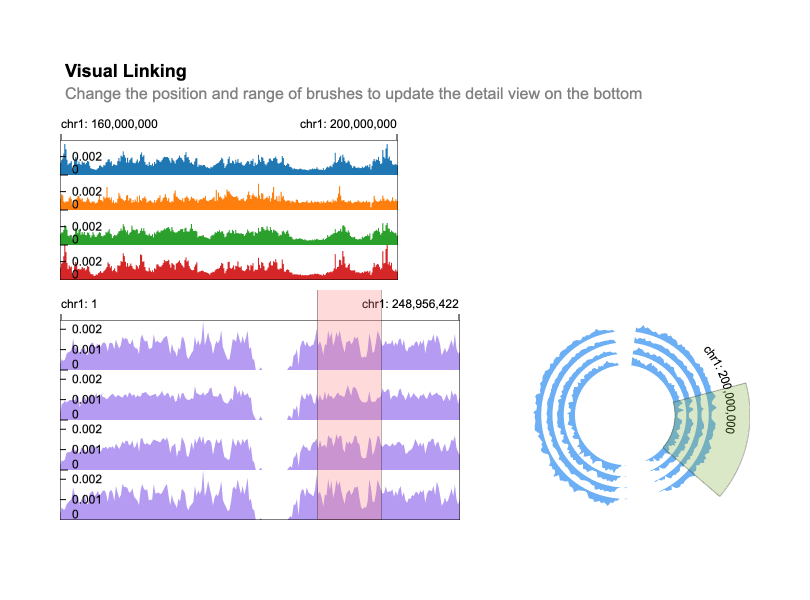 Visual Linking
Change the position and range of brushes to update the detail view on the bottom
chr1: 160,000,000
chr1: 200,000,000
0.002
0
0.002
0
0.002
0
0.002
0
chr1: 1
chr1: 248,956,422
0.002
0.001
0
0.002
0.001
0
0.002
0.001
0
0.002
0.001
0
chr1: 200,000,000